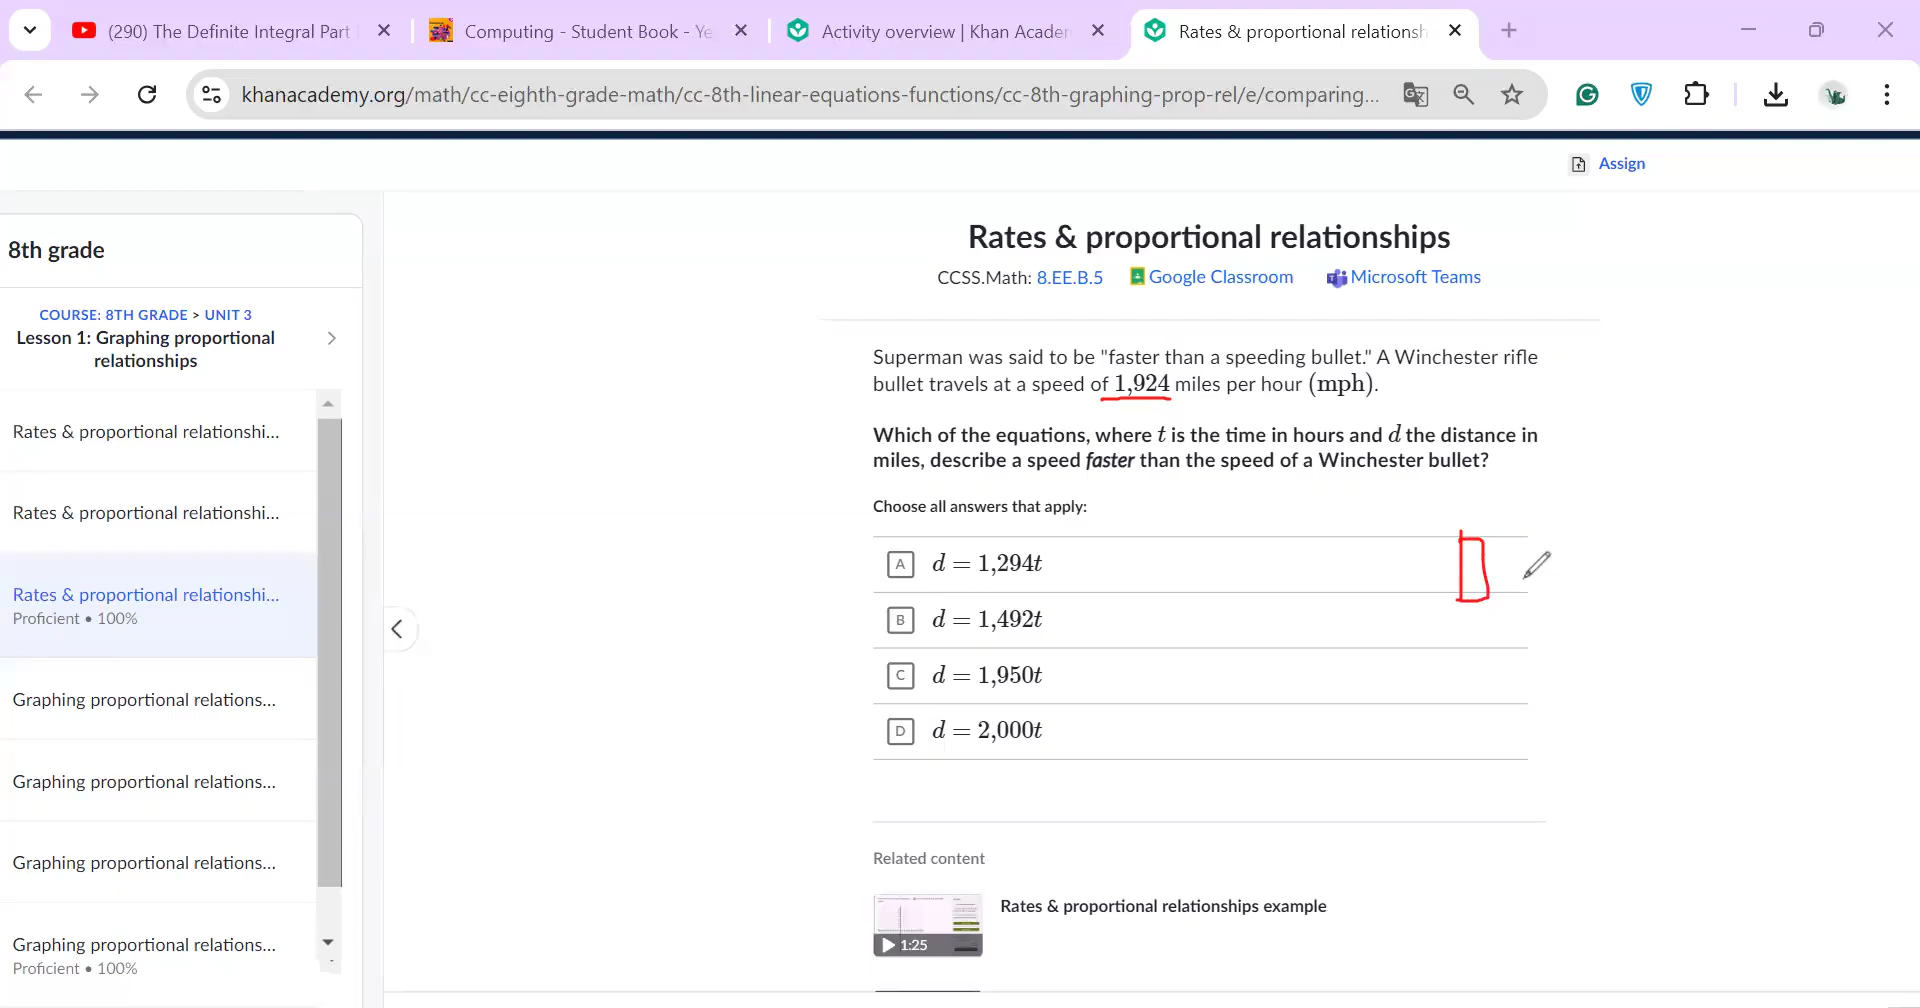 (290) The Definite Integral Part
Computing - Student Book - Ye
Activity overview | Khan Acader
Rates & proportional relationsh
khanacademy.org/math/cc-eighth-grade-math/cc-8th-linear-equations-functions/cc-8th-graphing-prop-rel/e/comparing...
Assign
8th grade
COURSE: 8TH GRADE > UNIT 3
Lesson 1: Graphing proportional
relationships
Rates & proportional relationshi...
Rates & proportional relationshi...
Rates & proportional relationshi...
Proficient • 100%
Graphing proportional relations...
Graphing proportional relations...
Graphing proportional relations...
Graphing proportional relations...
Proficient • 100%
Rates & proportional relationships
CCSS.Math: 8.EE.B.5 Google Classroom Microsoft Teams
Superman was said to be "faster than a speeding bullet." A Winchester rifle
bullet travels at a speed of 1,924 miles per hour (mph).
Which of the equations, where t is the time in hours and d the distance in
miles, describe a speed faster than the speed of a Winchester bullet?
Choose all answers that apply:
A d = 1,294t
B d = 1,492t
C d = 1,950t
D d = 2,000t
Related content
1:25
Rates & proportional relationships example